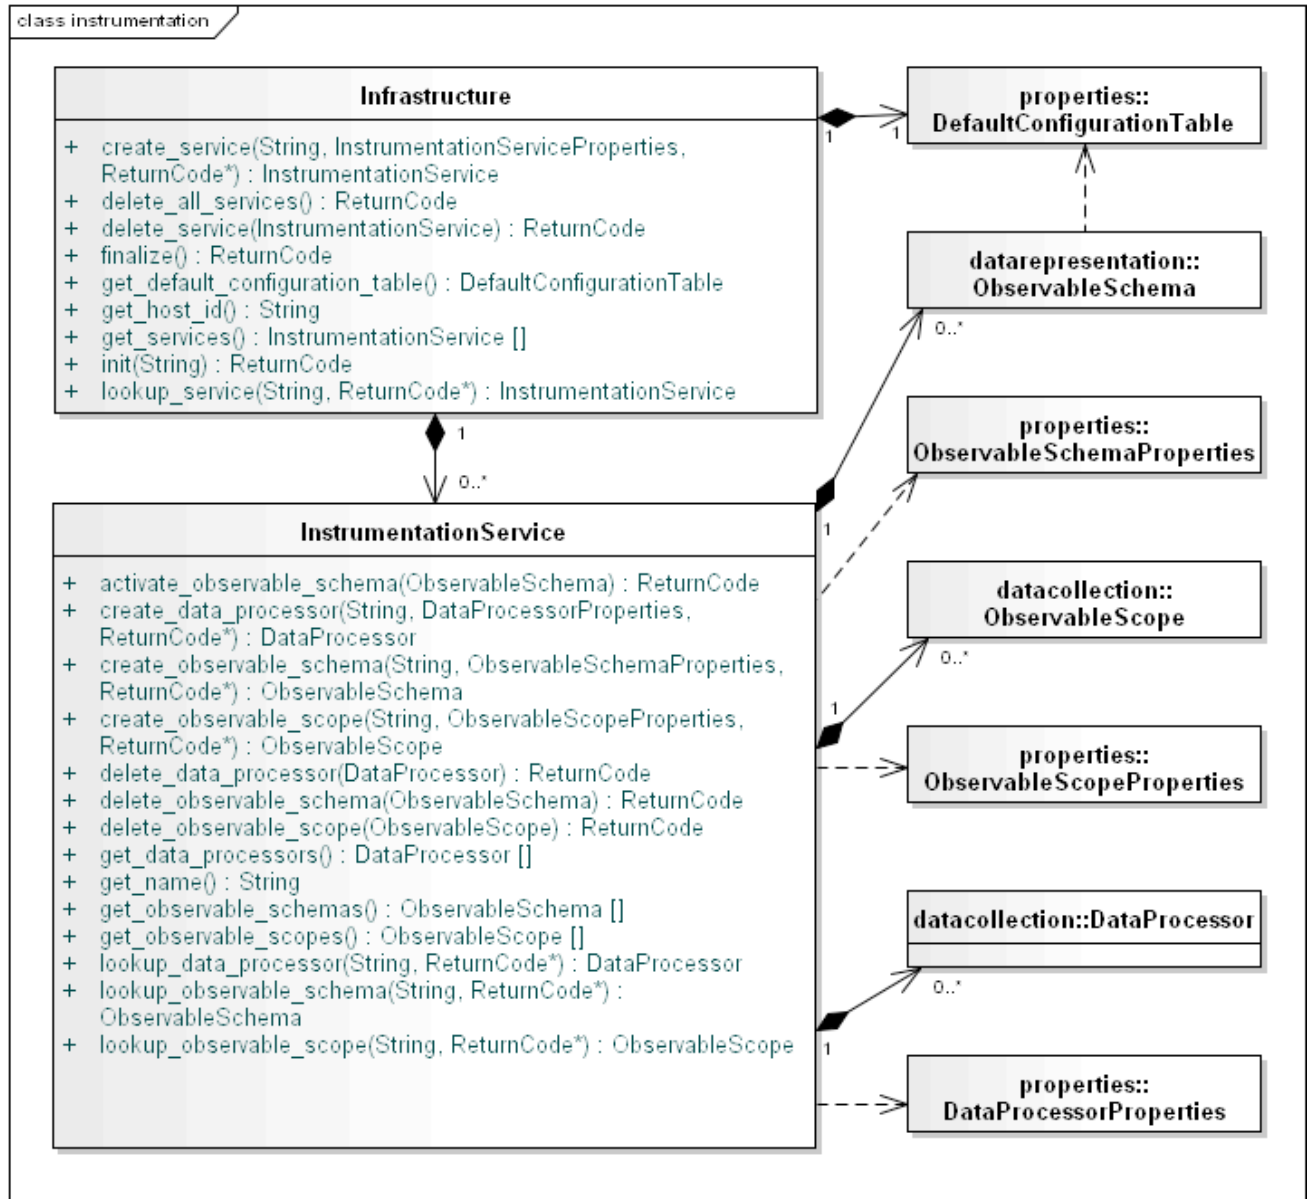 class instrumentation
Infrastructure
+ create_service(String, InstrumentationServiceProperties,
ReturnCode*) : InstrumentationService
+ delete_all_services() : ReturnCode
+ delete_service(InstrumentationService) : ReturnCode
+ finalize() : ReturnCode
+ get_default_configuration_table() : DefaultConfigurationTable
+ get_host_id() : String
+ get_services() : InstrumentationService []
+ init(String) : ReturnCode
+ lookup_service(String, ReturnCode*) : InstrumentationService
1
1
properties::
DefaultConfigurationTable
datarepresentation::
ObservableSchema
0..*
properties::
ObservableSchemaProperties
1
0..*
1
InstrumentationService
+ activate_observable_schema(ObservableSchema) : ReturnCode
+ create_data_processor(String, DataProcessorProperties,
ReturnCode*) : DataProcessor
+ create_observable_schema(String, ObservableSchemaProperties,
ReturnCode*) : ObservableSchema
+ create_observable_scope(String, ObservableScopeProperties,
ReturnCode*) : ObservableScope
+ delete_data_processor(DataProcessor) : ReturnCode
+ delete_observable_schema(ObservableSchema) : ReturnCode
+ delete_observable_scope(ObservableScope) : ReturnCode
+ get_data_processors() : DataProcessor []
+ get_name() : String
+ get_observable_schemas() : ObservableSchema []
+ get_observable_scopes() : ObservableScope []
+ lookup_data_processor(String, ReturnCode*) : DataProcessor
+ lookup_observable_schema(String, ReturnCode*) :
ObservableSchema
+ lookup_observable_scope(String, ReturnCode*) : ObservableScope
datacollection::
ObservableScope
0..*
1
properties::
ObservableScopeProperties
datacollection::DataProcessor
0..*
1
properties::
DataProcessorProperties